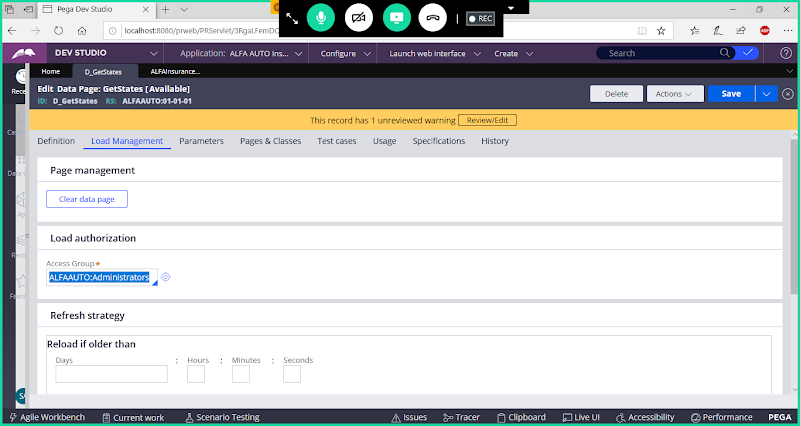 Pega Dev Studio
localhost:8080/prweb/PRServlet/3RgaLFemDC
REC
DEV STUDIO
Application: ALFA AUTO Ins...
Configure
Launch web interface
Create
Search
Home
D_GetStates
ALFAInsurance...
Rece
Edit Data Page: GetStates [Available]
ID: D_GetStates RS: ALFAAUTO:01-01-01
Delete
Actions
Save
This record has 1 unreviewed warning
Review/Edit
Definition
Load Management
Parameters
Pages & Classes
Test cases
Usage
Specifications
History
Page management
Clear data page
Load authorization
Access Group*
ALFAAUTO:Administrators
Refresh strategy
Reload if older than
Days : Hours : Minutes : Seconds
Agile Workbench
Current work
Scenario Testing
Issues
Tracer
Clipboard
Live UI
Accessibility
Performance
PEGA